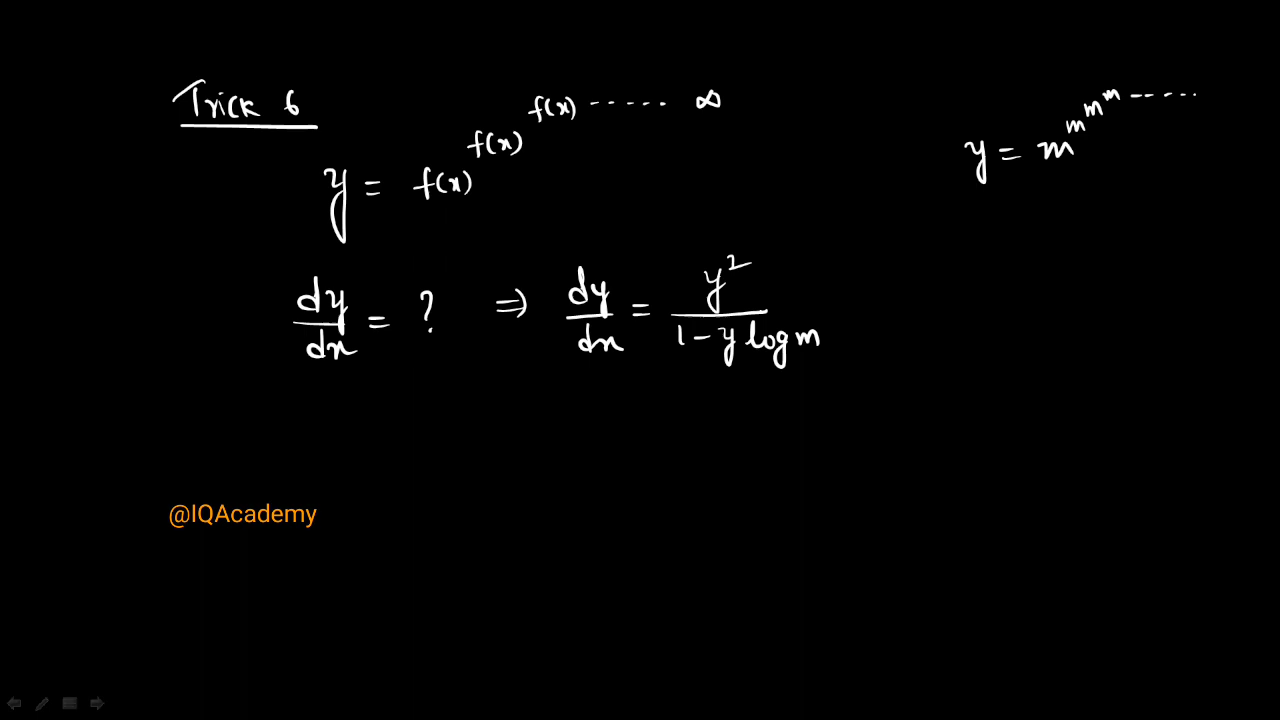 Trick 6
y = f(x)^f(x)^f(x) ------ ∞
y = m^m^m^m -----
dy/dx = ? ⇒ dy/dx = y²/(1 - y log m)
@IQAcademy